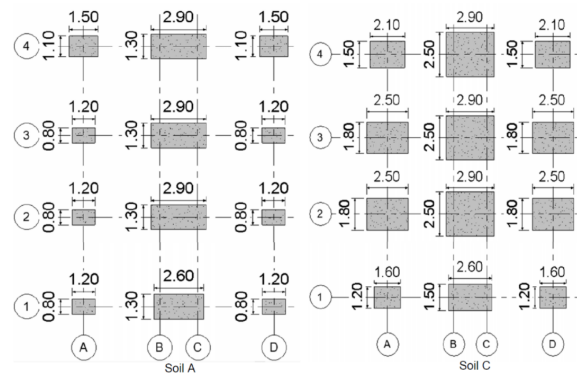 1.50 2.90 1.50
4 1.10 1.30 1.10
1.20 2.90 1.20
3 0.80 1.30 0.80
1.20 2.90 1.20
2 0.80 1.30 0.80
1.20 2.60 1.20
1 0.80 1.30 0.80
A B C D
Soil A
2.10 2.90 2.10
4 1.50 2.50 1.50
2.50 2.90 2.50
3 1.80 2.50 1.80
2.50 2.90 2.50
2 1.80 2.50 1.80
1.60 2.60 1.60
1 1.20 1.50 1.20
A B C D
Soil C